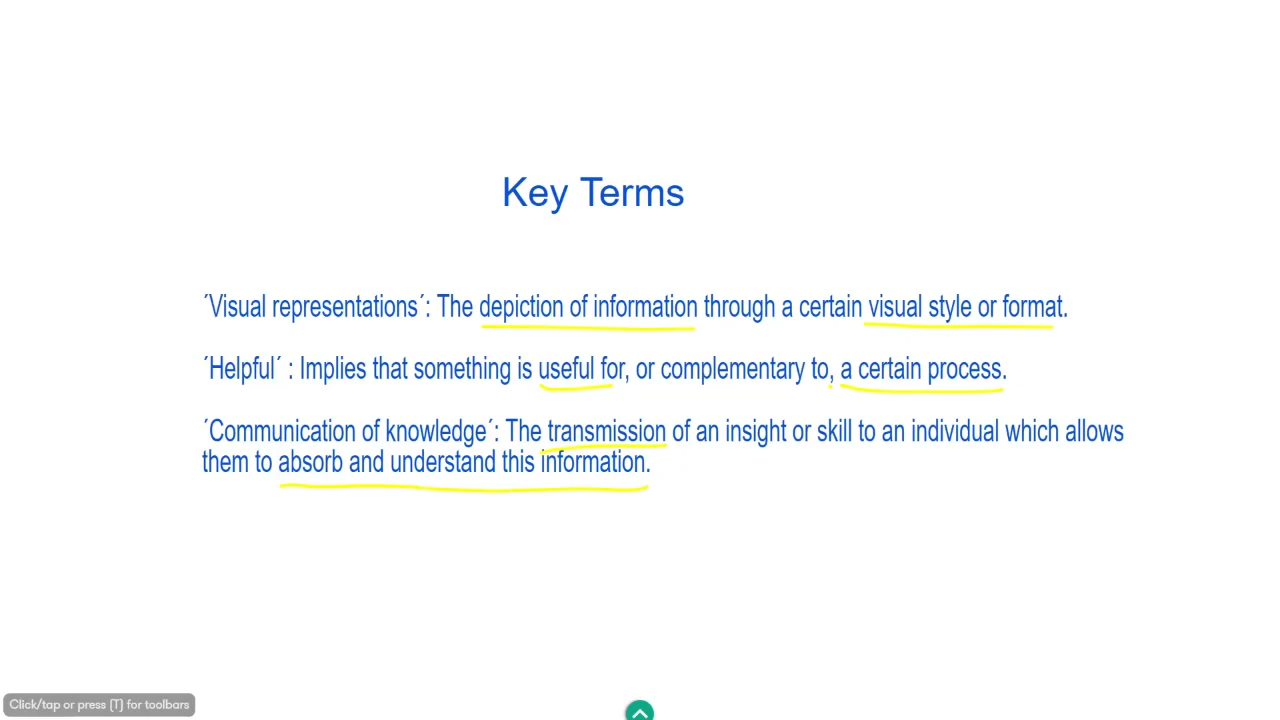 Key Terms
´Visual representations´: The depiction of information through a certain visual style or format.
´Helpful´ : Implies that something is useful for, or complementary to, a certain process.
´Communication of knowledge´: The transmission of an insight or skill to an individual which allows
them to absorb and understand this information.
Click/tap or press (T) for toolbars